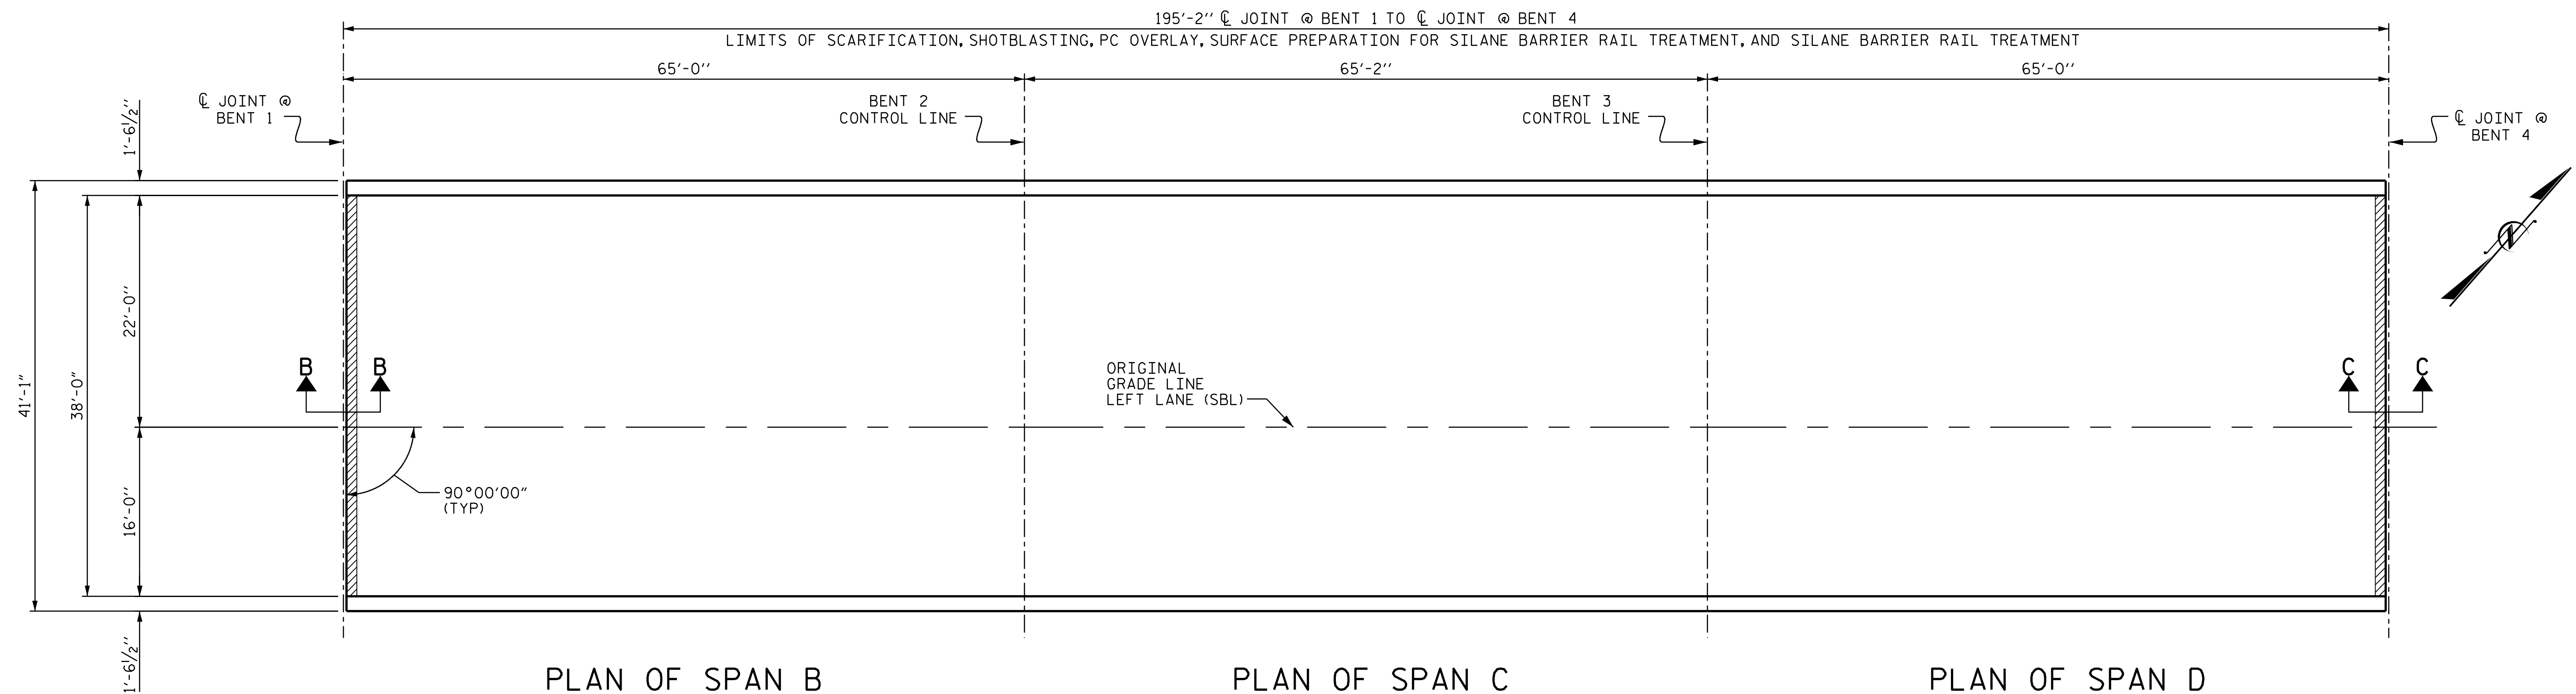 195'-2'' ℄ JOINT @ BENT 1 TO ℄ JOINT @ BENT 4
LIMITS OF SCARIFICATION, SHOTBLASTING, PC OVERLAY, SURFACE PREPARATION FOR SILANE BARRIER RAIL TREATMENT, AND SILANE BARRIER RAIL TREATMENT
65'-0''
65'-2''
65'-0''
℄ JOINT @
BENT 1
BENT 2
CONTROL LINE
BENT 3
CONTROL LINE
℄ JOINT @
BENT 4
1'-6½''
22'-0''
16'-0''
1'-6½''
38'-0"
41'-1"
N
B
B
C
C
ORIGINAL
GRADE LINE
LEFT LANE (SBL)
90°00'00"
(TYP)
PLAN OF SPAN B
PLAN OF SPAN C
PLAN OF SPAN D